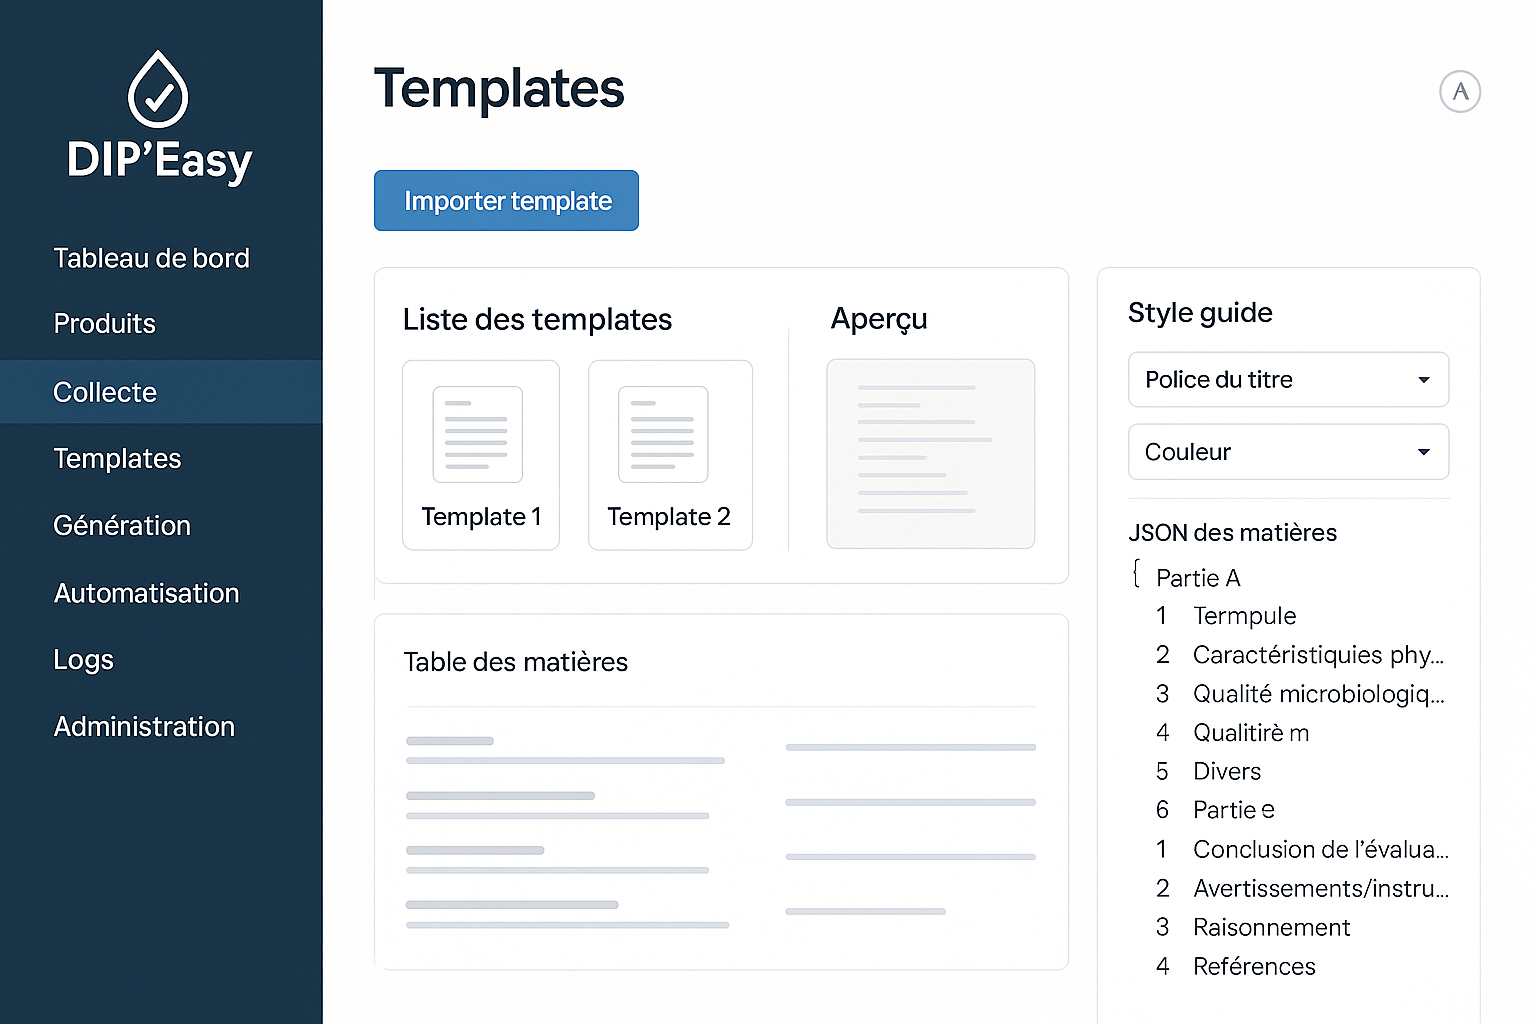 DIP'Easy
Tableau de bord
Produits
Collecte
Templates
Génération
Automatisation
Logs
Administration
Templates
A
Importer template
Liste des templates
Template 1
Template 2
Aperçu
Table des matières
Style guide
Police du titre
Couleur
JSON des matières
{ Partie A
1 Termpule
2 Caractéristiquies phy...
3 Qualité microbiologiq...
4 Qualitirè m
5 Divers
6 Partie e
1 Conclusion de l'évalua...
2 Avertissements/instru...
3 Raisonnement
4 Reférences